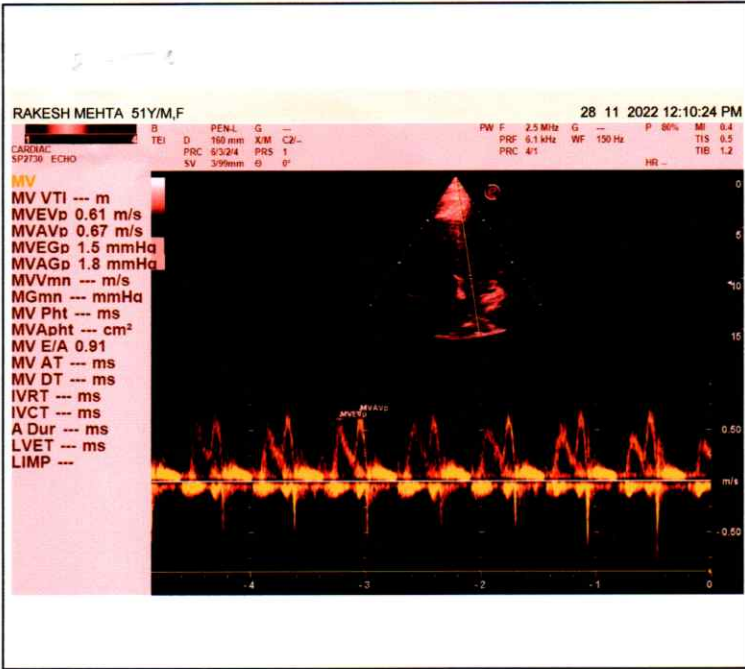 RAKESH MEHTA 51Y/M,F
28 11 2022 12:10:24 PM
B PEN-L G ---
TEI D 160 mm X/M C2/--
PRC 6/3/2/4 PRS 1
SV 3/99mm Θ 0°
PW F 2.5 MHz G --- P 80% MI 0.4
PRF 6.1 kHz WF 150 Hz TIS 0.5
PRC 4/1 TIB 1.2
HR --
CARDIAC
SP2730 ECHO
MV
MV VTI --- m
MVEVp 0.61 m/s
MVAVp 0.67 m/s
MVEGp 1.5 mmHg
MVAGp 1.8 mmHg
MVVmn --- m/s
MGmn --- mmHg
MV Pht --- ms
MVApht --- cm²
MV E/A 0.91
MV AT --- ms
MV DT --- ms
IVRT --- ms
IVCT --- ms
A Dur --- ms
LVET --- ms
LIMP ---
0
5
10
15
MVEVp
MVAVp
0.50
m/s
-0.50
-4
-3
-2
-1
0